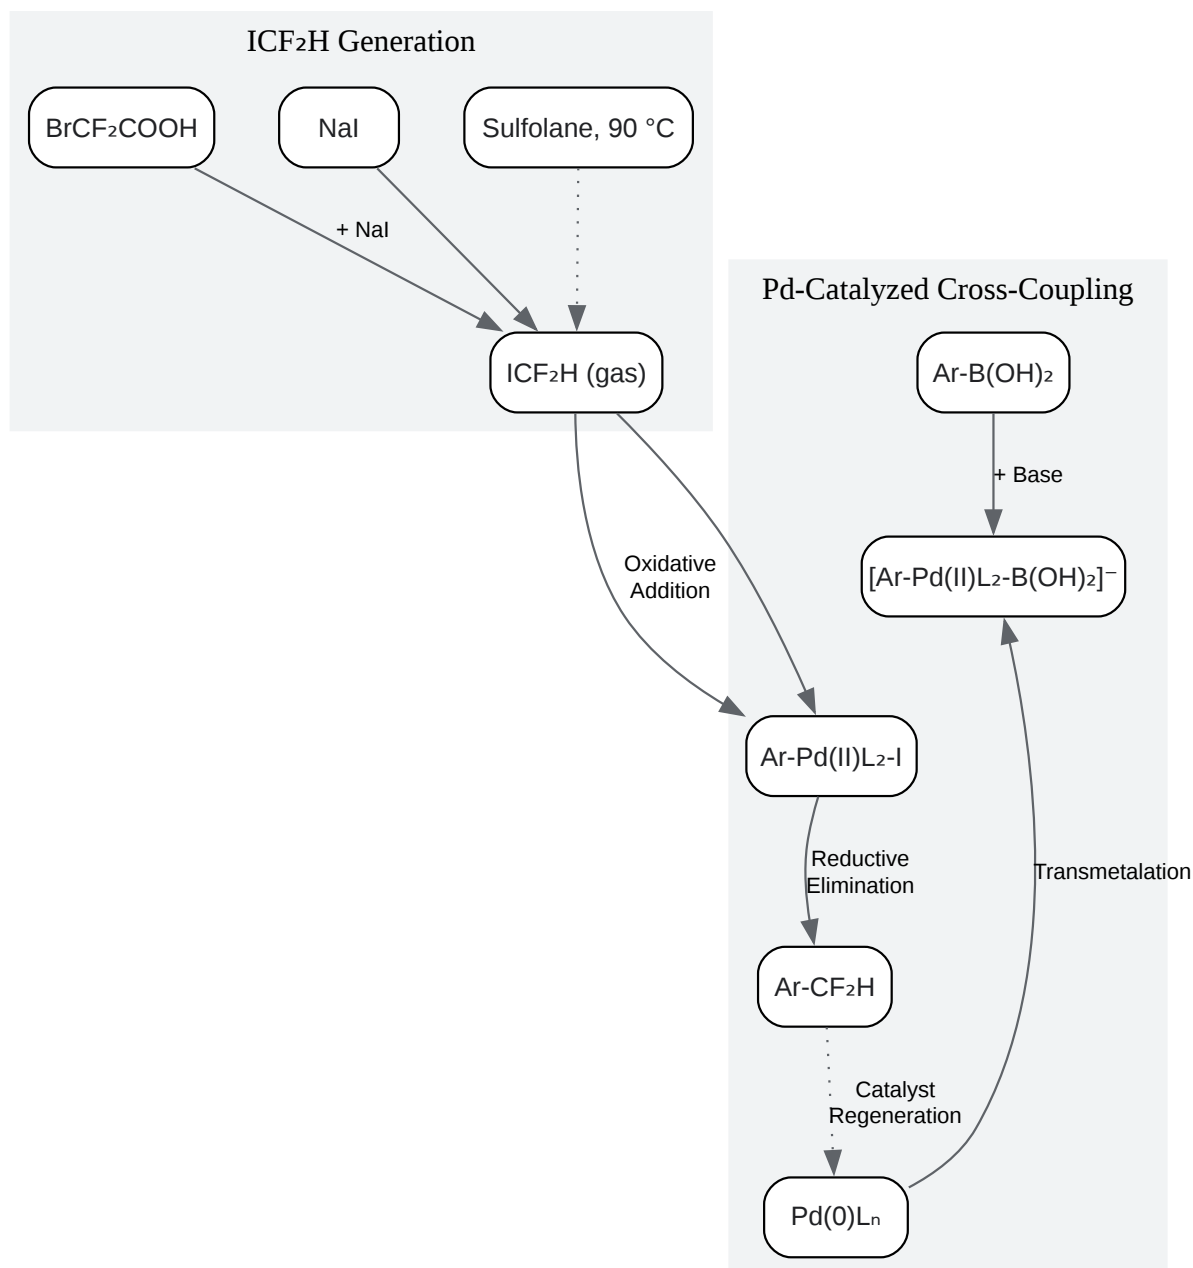 ICF₂H Generation
BrCF₂COOH
NaI
Sulfolane, 90 °C
+ NaI
ICF₂H (gas)
Pd-Catalyzed Cross-Coupling
Ar-B(OH)₂
+ Base
[Ar-Pd(II)L₂-B(OH)₂]⁻
Oxidative
Addition
Ar-Pd(II)L₂-I
Reductive
Elimination
Transmetalation
Ar-CF₂H
Catalyst
Regeneration
Pd(0)Lₙ